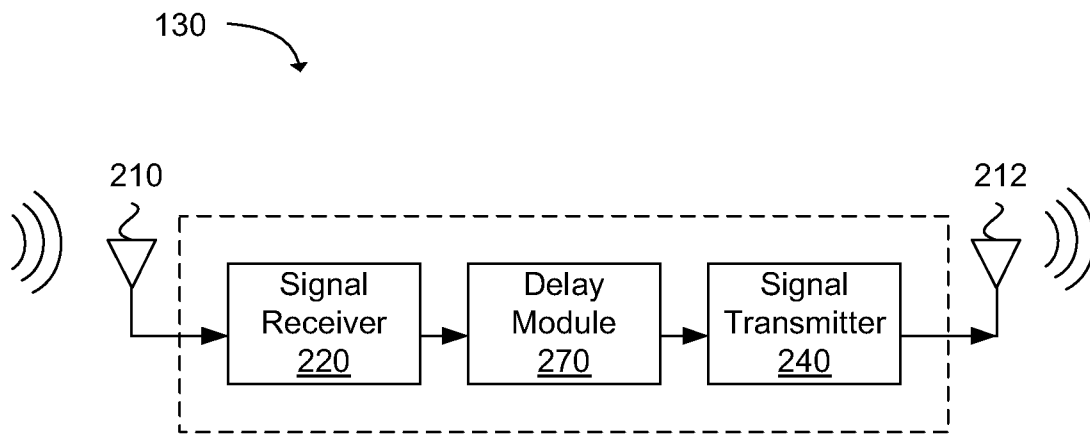 130
210
212
Signal
Receiver
220
Delay
Module
270
Signal
Transmitter
240